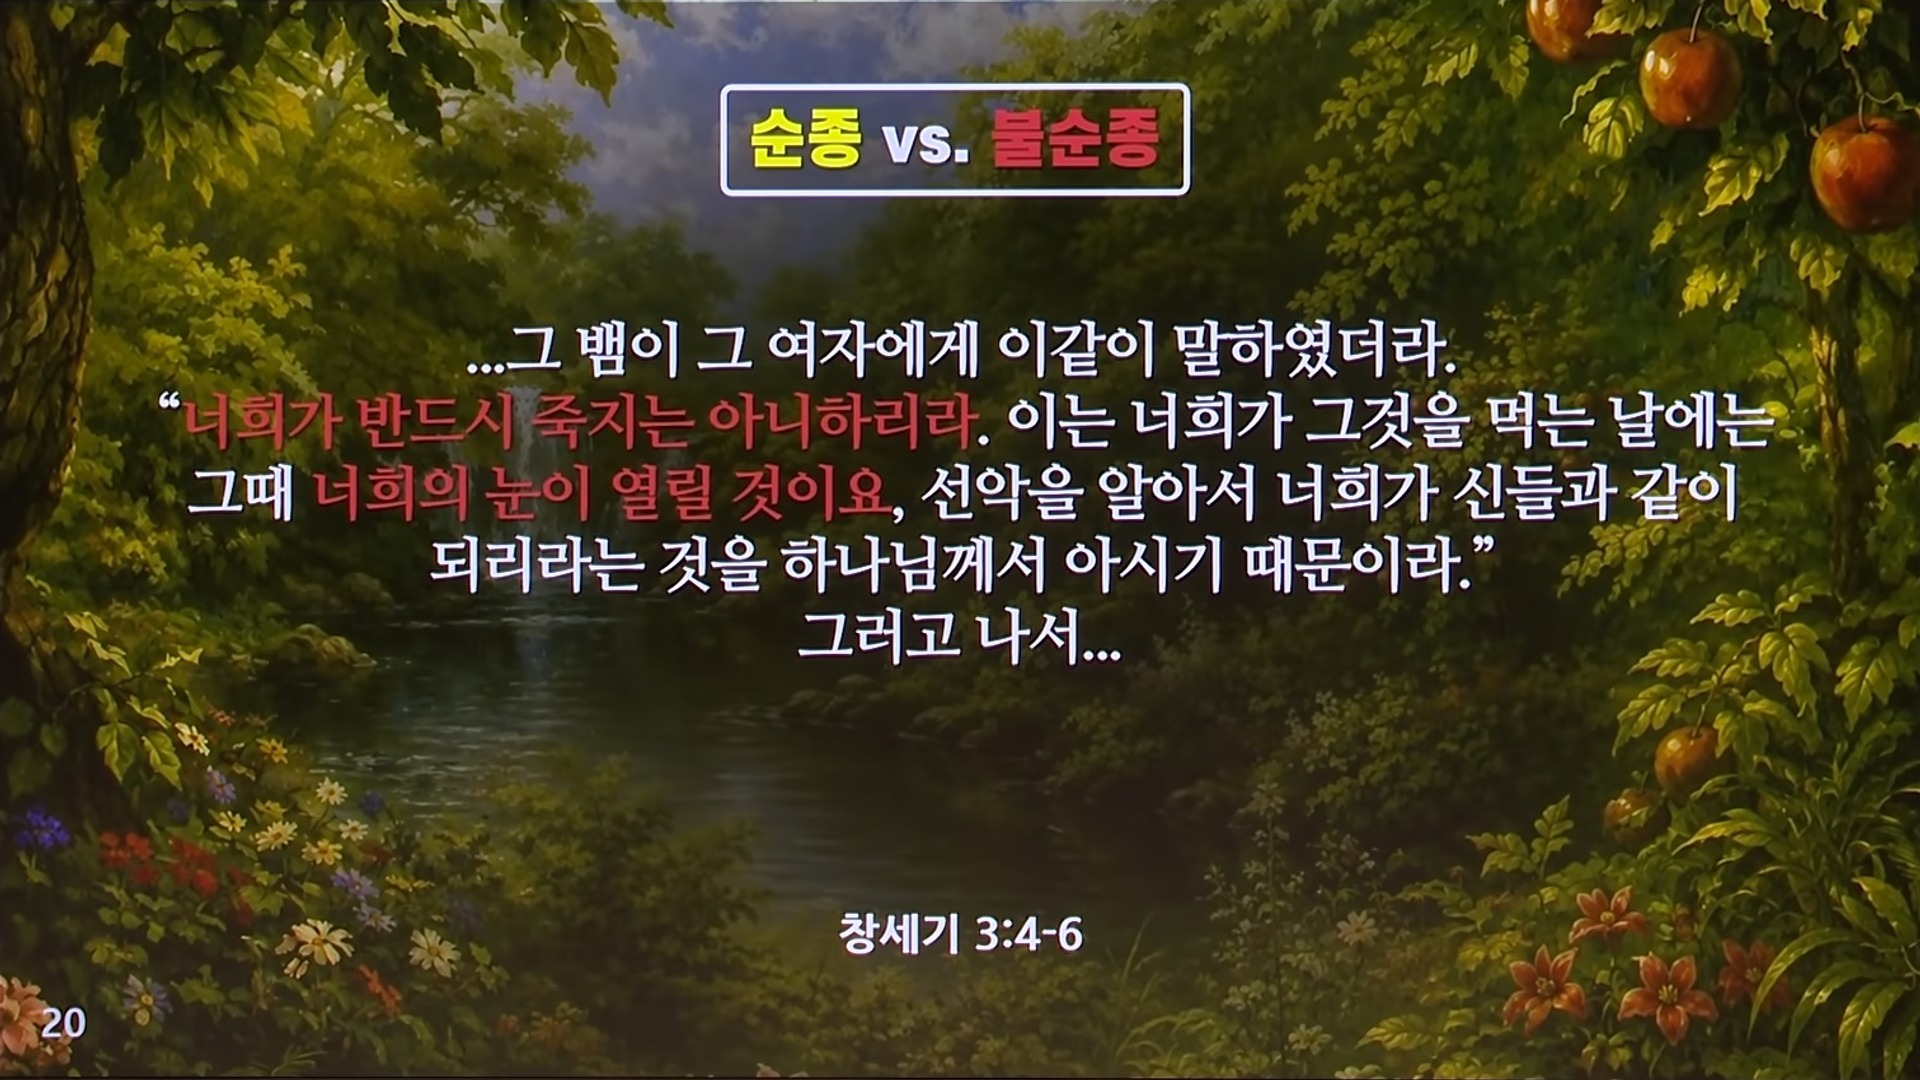 순종 vs. 불순종
...그 뱀이 그 여자에게 이같이 말하였더라.
“너희가 반드시 죽지는 아니하리라. 이는 너희가 그것을 먹는 날에는
그때 너희의 눈이 열릴 것이요, 선악을 알아서 너희가 신들과 같이
되리라는 것을 하나님께서 아시기 때문이라.”
그러고 나서...
창세기 3:4-6
20